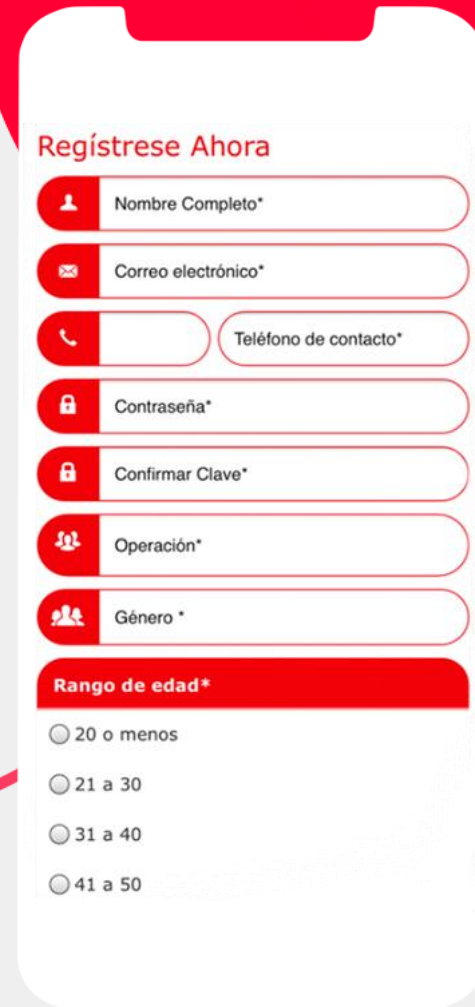 Regístrese Ahora
Nombre Completo*
Correo electrónico*
Teléfono de contacto*
Contraseña*
Confirmar Clave*
Operación*
Género *
Rango de edad*
20 o menos
21 a 30
31 a 40
41 a 50